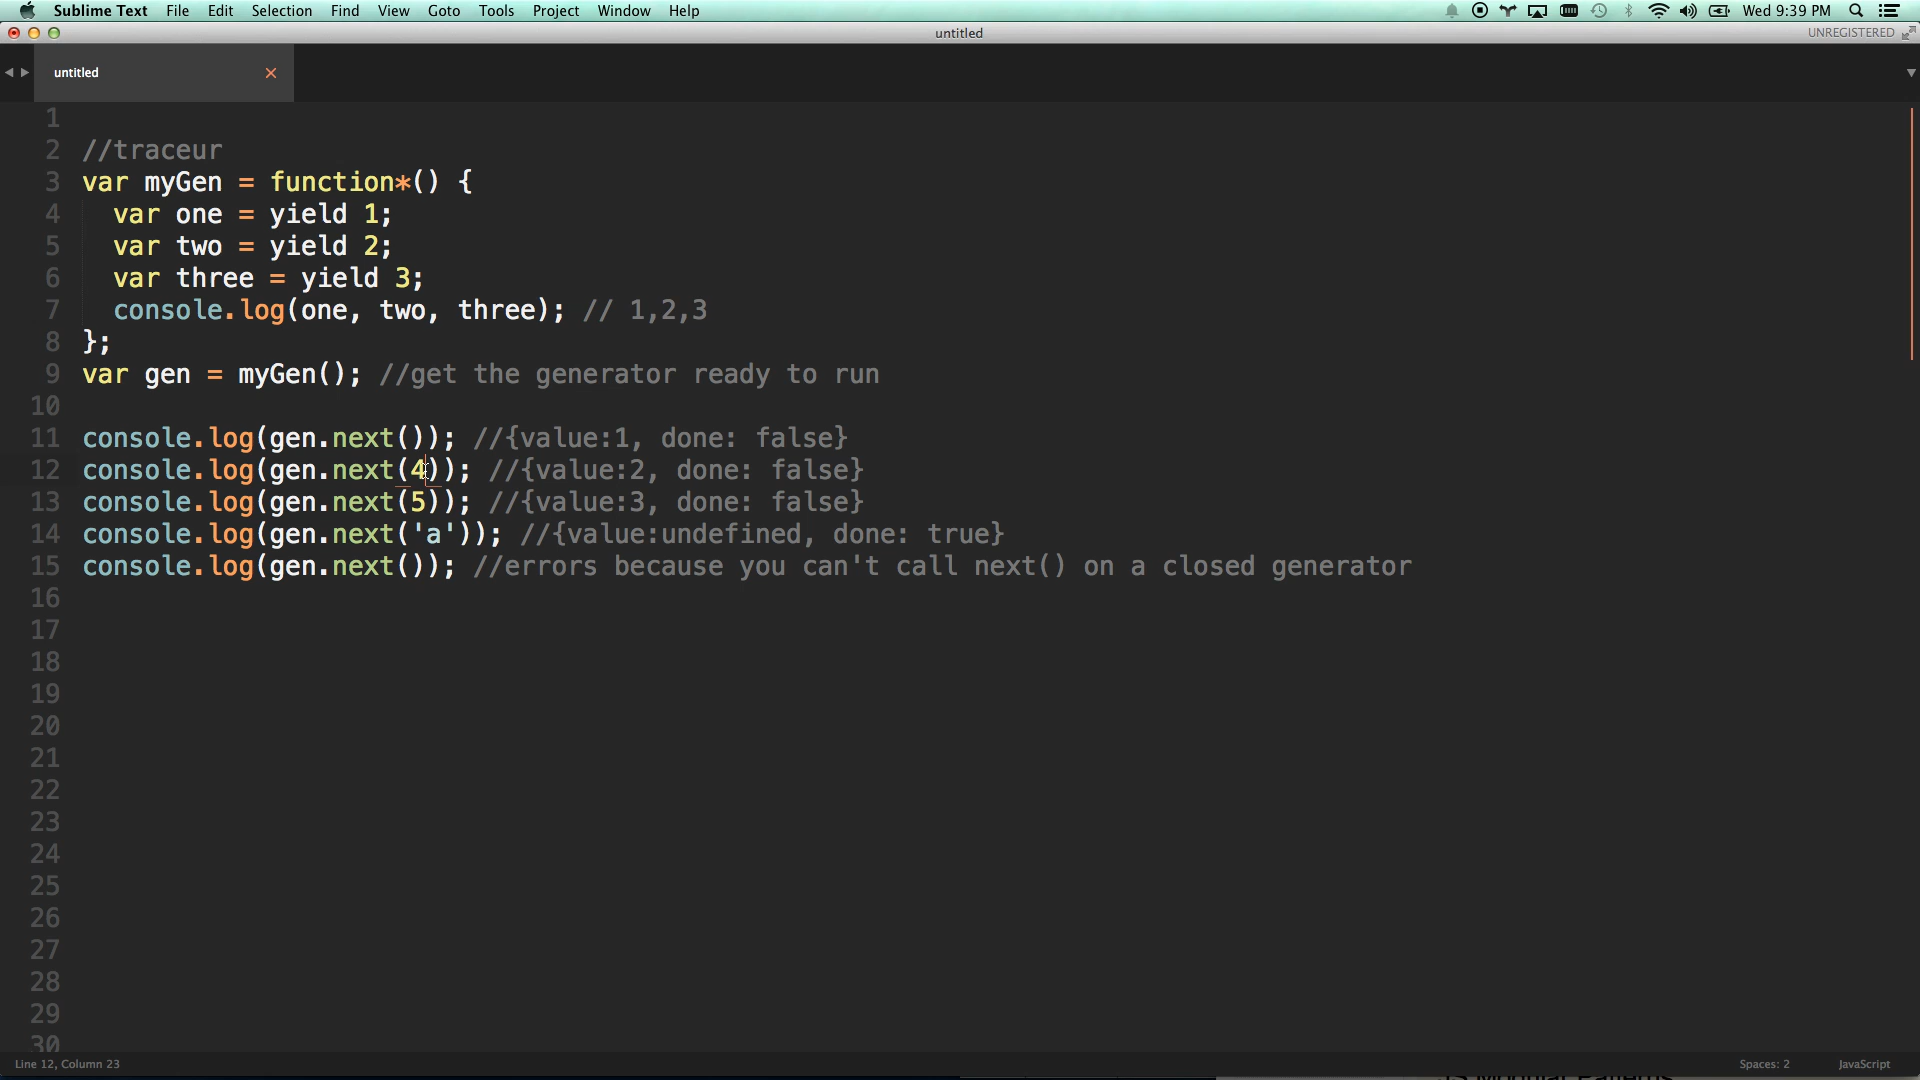 Sublime Text File Edit Selection Find View Goto Tools Project Window Help Wed 9:39 PM
untitled UNREGISTERED
untitled
1
2 //traceur
3 var myGen = function*() {
4 var one = yield 1;
5 var two = yield 2;
6 var three = yield 3;
7 console.log(one, two, three); // 1,2,3
8 };
9 var gen = myGen(); //get the generator ready to run
10
11 console.log(gen.next()); //{value:1, done: false}
12 console.log(gen.next(4)); //{value:2, done: false}
13 console.log(gen.next(5)); //{value:3, done: false}
14 console.log(gen.next('a')); //{value:undefined, done: true}
15 console.log(gen.next()); //errors because you can't call next() on a closed generator
16
17
18
19
20
21
22
23
24
25
26
27
28
29
30
Line 12, Column 23 Spaces: 2 JavaScript